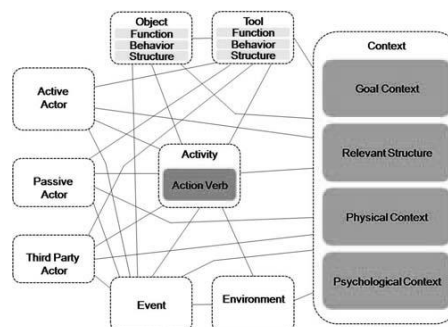 Object
Function
Behavior
Structure
Tool
Function
Behavior
Structure
Context
Goal Context
Relevant Structure
Physical Context
Psychological Context
Active
Actor
Activity
Action Verb
Passive
Actor
Third Party
Actor
Event
Environment